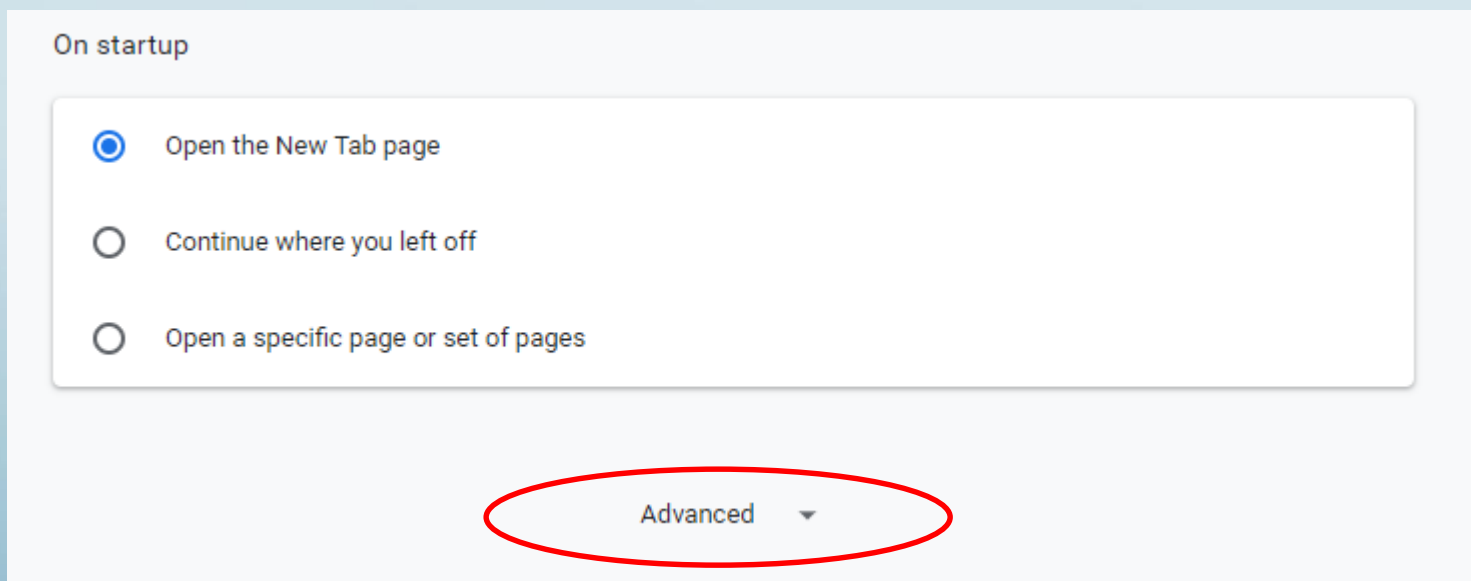 On startup
Open the New Tab page
Continue where you left off
Open a specific page or set of pages
Advanced